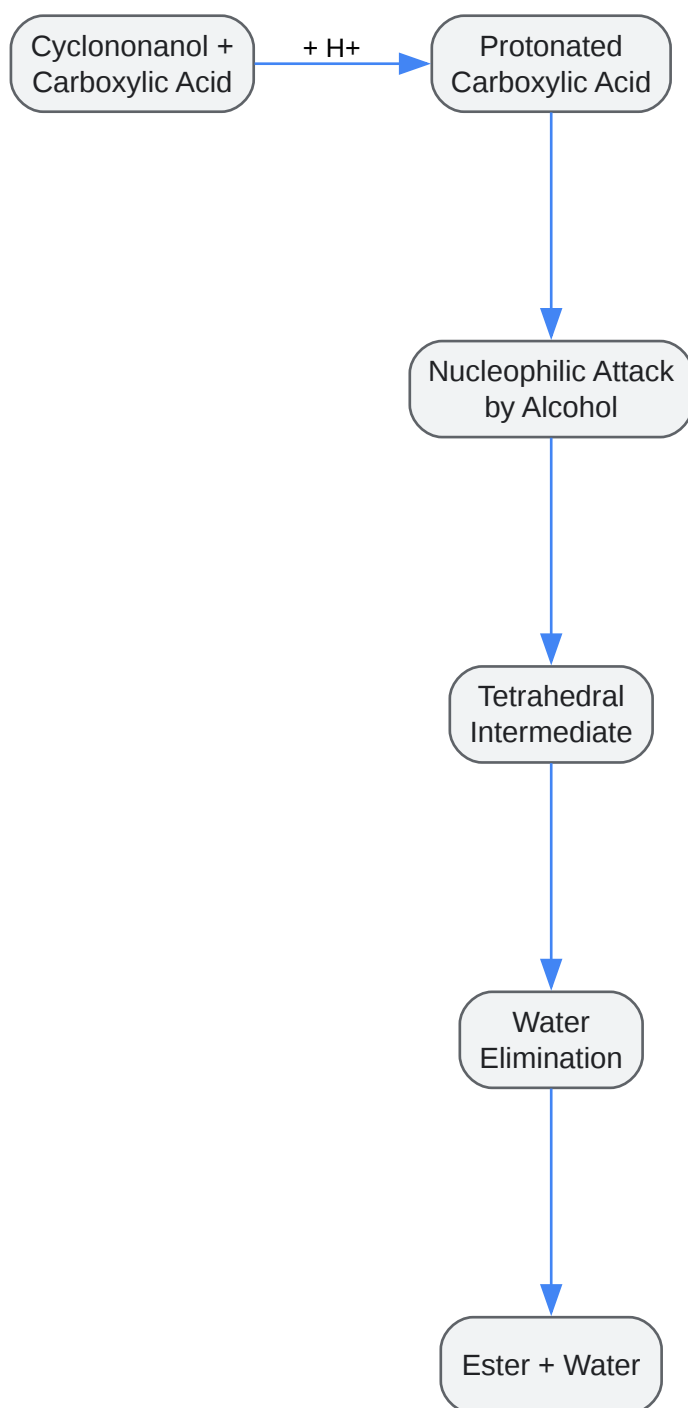 Cyclononanol +
Carboxylic Acid
+ H+
Protonated
Carboxylic Acid
Nucleophilic Attack
by Alcohol
Tetrahedral
Intermediate
Water
Elimination
Ester + Water